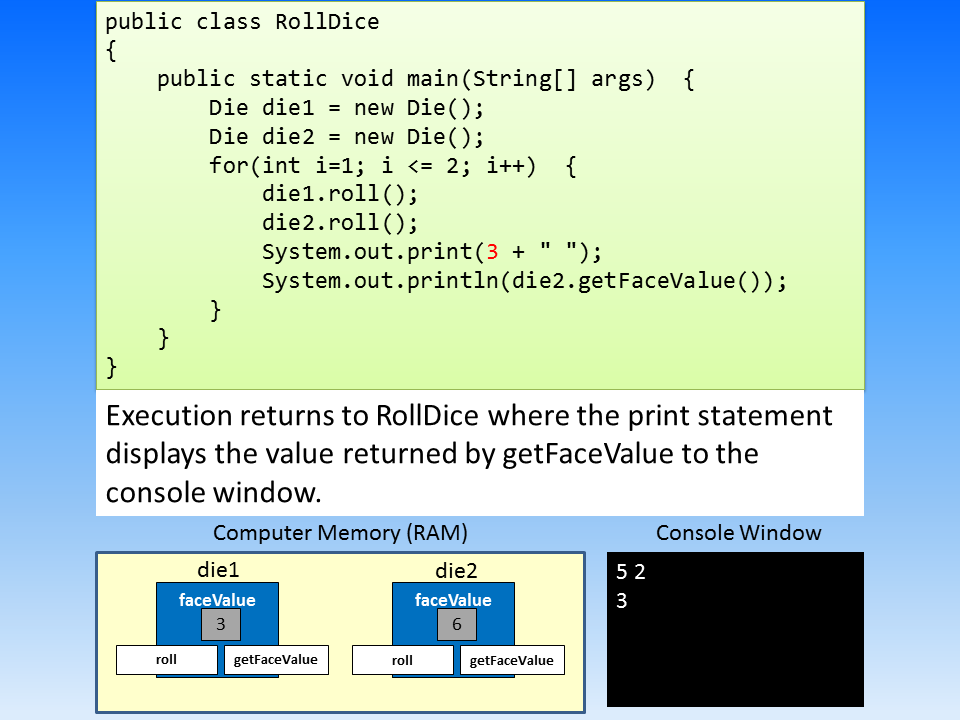 public class RollDice
{
    public static void main(String[] args)  {
        Die die1 = new Die();
        Die die2 = new Die();
        for(int i=1; i <= 2; i++)  {
            die1.roll();
            die2.roll();
            System.out.print(3 + " ");
            System.out.println(die2.getFaceValue());
        }
    }
}
Execution returns to RollDice where the print statement
displays the value returned by getFaceValue to the
console window.
Computer Memory (RAM)
die1
faceValue
3
roll
getFaceValue
die2
faceValue
6
roll
getFaceValue
Console Window
5 2
3